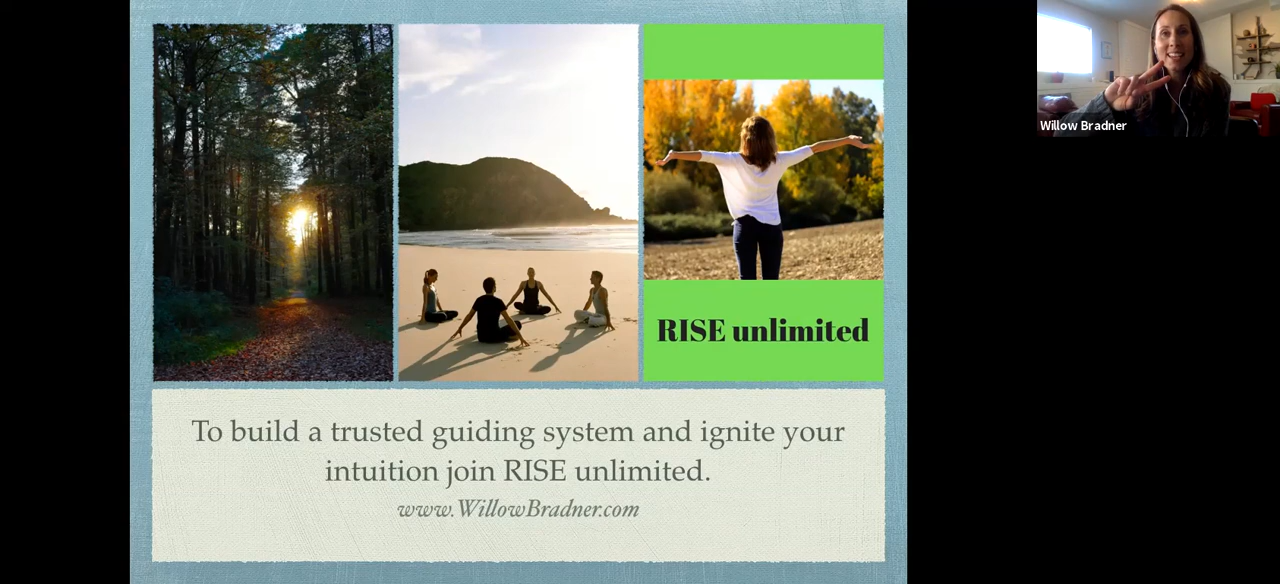 Willow Bradner
RISE unlimited
To build a trusted guiding system and ignite your
intuition join RISE unlimited.
www.WillowBradner.com